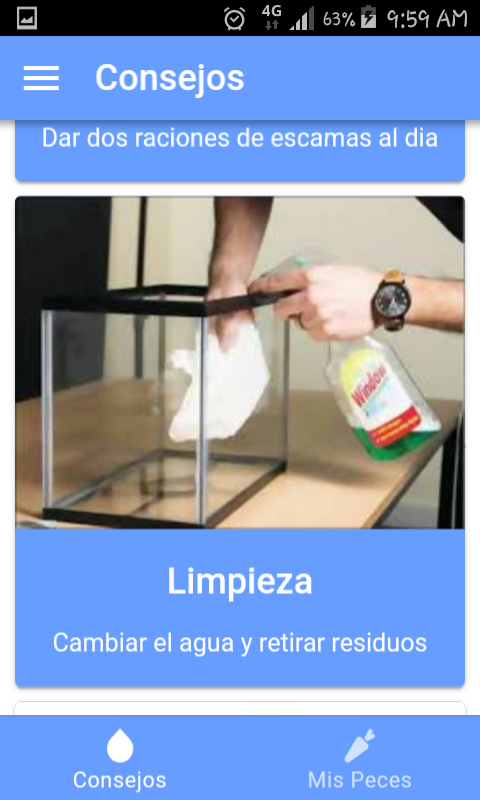 4G
63%
9:59 AM
Consejos
Dar dos raciones de escamas al dia
Window
Limpieza
Cambiar el agua y retirar residuos
Consejos
Mis Peces